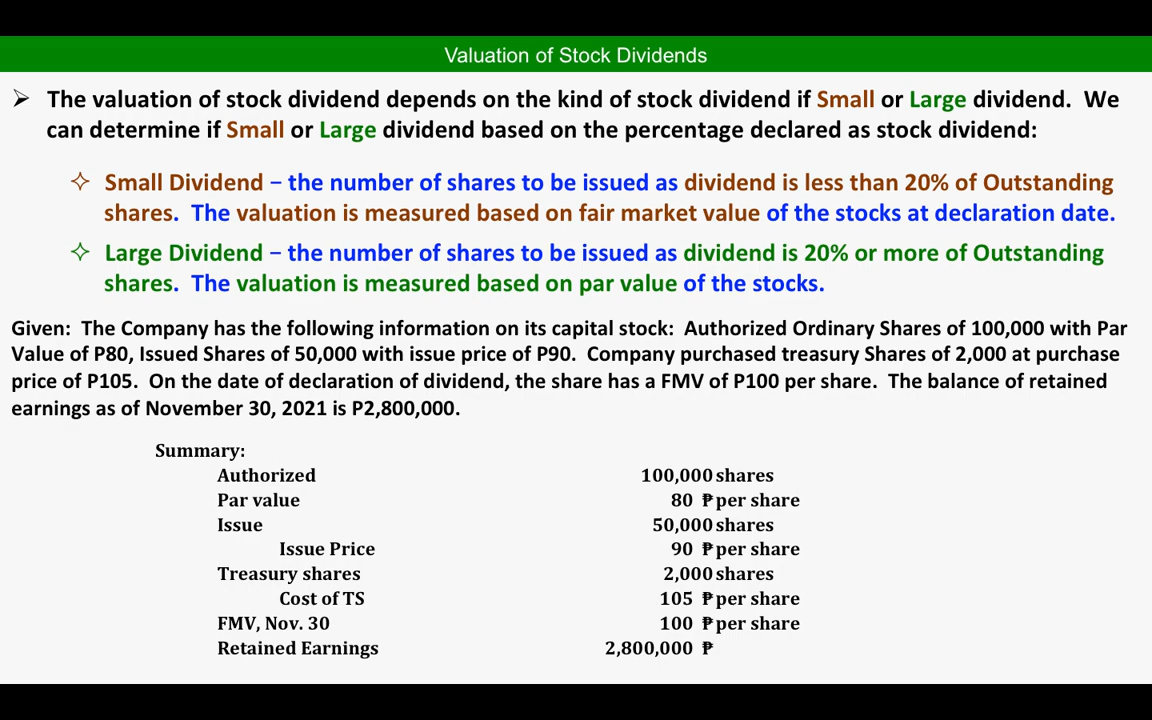 Valuation of Stock Dividends
➢ The valuation of stock dividend depends on the kind of stock dividend if Small or Large dividend. We
can determine if Small or Large dividend based on the percentage declared as stock dividend:
✧ Small Dividend – the number of shares to be issued as dividend is less than 20% of Outstanding
shares. The valuation is measured based on fair market value of the stocks at declaration date.
✧ Large Dividend – the number of shares to be issued as dividend is 20% or more of Outstanding
shares. The valuation is measured based on par value of the stocks.
Given: The Company has the following information on its capital stock: Authorized Ordinary Shares of 100,000 with Par
Value of P80, Issued Shares of 50,000 with issue price of P90. Company purchased treasury Shares of 2,000 at purchase
price of P105. On the date of declaration of dividend, the share has a FMV of P100 per share. The balance of retained
earnings as of November 30, 2021 is P2,800,000.
Summary:
Authorized 100,000 shares
Par value 80 ₱ per share
Issue 50,000 shares
Issue Price 90 ₱ per share
Treasury shares 2,000 shares
Cost of TS 105 ₱ per share
FMV, Nov. 30 100 ₱ per share
Retained Earnings 2,800,000 ₱